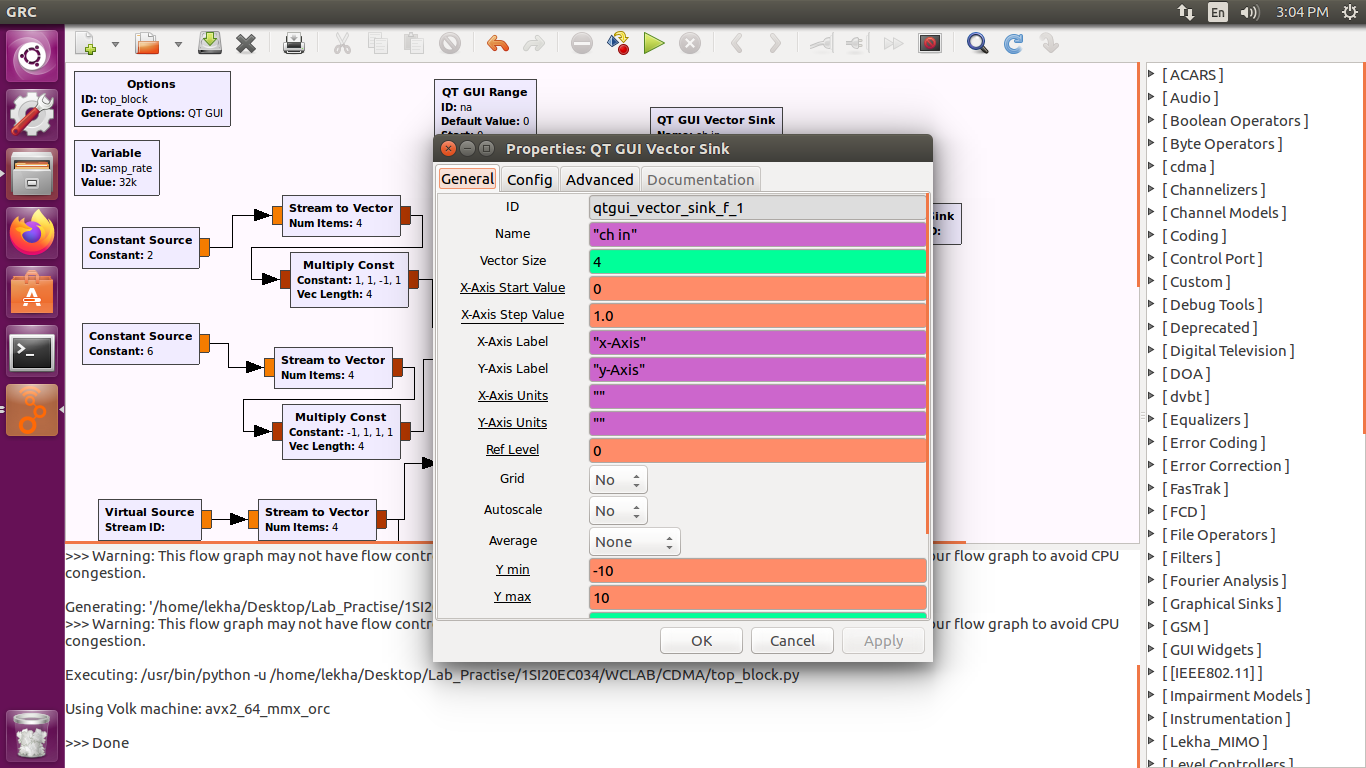 GRC
En
3:04 PM
Options
ID: top_block
Generate Options: QT GUI
Variable
ID: samp_rate
Value: 32k
QT GUI Range
ID: na
Default Value: 0
QT GUI Vector Sink
Stream to Vector
Num Items: 4
Constant Source
Constant: 2
Multiply Const
Constant: 1, 1, -1, 1
Vec Length: 4
Constant Source
Constant: 6
Stream to Vector
Num Items: 4
Multiply Const
Constant: -1, 1, 1, 1
Vec Length: 4
Virtual Source
Stream ID:
Stream to Vector
Num Items: 4
Sink
ID:
Properties: QT GUI Vector Sink
General Config Advanced Documentation
ID qtgui_vector_sink_f_1
Name "ch in"
Vector Size 4
X-Axis Start Value 0
X-Axis Step Value 1.0
X-Axis Label "x-Axis"
Y-Axis Label "y-Axis"
X-Axis Units ""
Y-Axis Units ""
Ref Level 0
Grid No
Autoscale No
Average None
Y min -10
Y max 10
OK Cancel Apply
>>> Warning: This flow graph may not have flow contr
our flow graph to avoid CPU
congestion.
Generating: '/home/lekha/Desktop/Lab_Practise/1SI2
>>> Warning: This flow graph may not have flow contr
our flow graph to avoid CPU
congestion.
Executing: /usr/bin/python -u /home/lekha/Desktop/Lab_Practise/1SI20EC034/WCLAB/CDMA/top_block.py
Using Volk machine: avx2_64_mmx_orc
>>> Done
[ ACARS ]
[ Audio ]
[ Boolean Operators ]
[ Byte Operators ]
[ cdma ]
[ Channelizers ]
[ Channel Models ]
[ Coding ]
[ Control Port ]
[ Custom ]
[ Debug Tools ]
[ Deprecated ]
[ Digital Television ]
[ DOA ]
[ dvbt ]
[ Equalizers ]
[ Error Coding ]
[ Error Correction ]
[ FasTrak ]
[ FCD ]
[ File Operators ]
[ Filters ]
[ Fourier Analysis ]
[ Graphical Sinks ]
[ GSM ]
[ GUI Widgets ]
[ [IEEE802.11] ]
[ Impairment Models ]
[ Instrumentation ]
[ Lekha_MIMO ]
[ Level Controllers ]